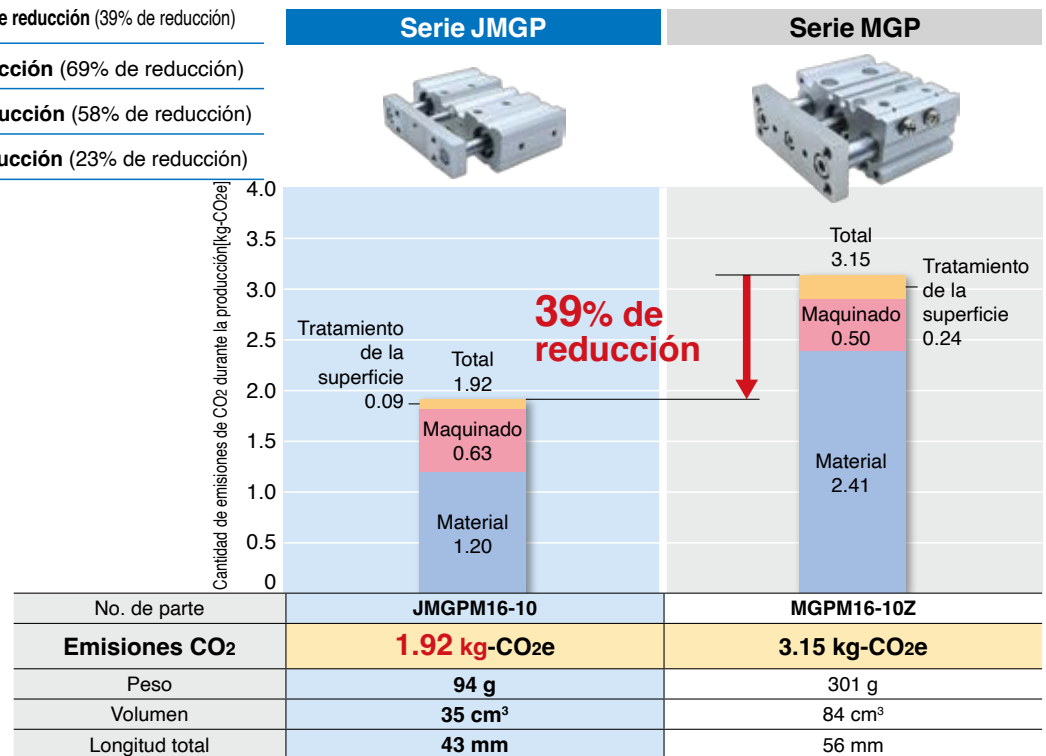 e reducción (39% de reducción)
cción (69% de reducción)
ucción (58% de reducción)
ucción (23% de reducción)
Serie JMGP
Serie MGP
Cantidad de emisiones de CO2 durante la producción[kg-CO2e]
4.0
3.5
3.0
2.5
2.0
1.5
1.0
0.5
0
Tratamiento
de la
superficie
0.09
Total
1.92
Maquinado
0.63
Material
1.20
39% de
reducción
Total
3.15
Maquinado
0.50
Tratamiento
de la
superficie
0.24
Material
2.41
No. de parte JMGPM16-10 MGPM16-10Z
Emisiones CO2 1.92 kg-CO2e 3.15 kg-CO2e
Peso 94 g 301 g
Volumen 35 cm³ 84 cm³
Longitud total 43 mm 56 mm